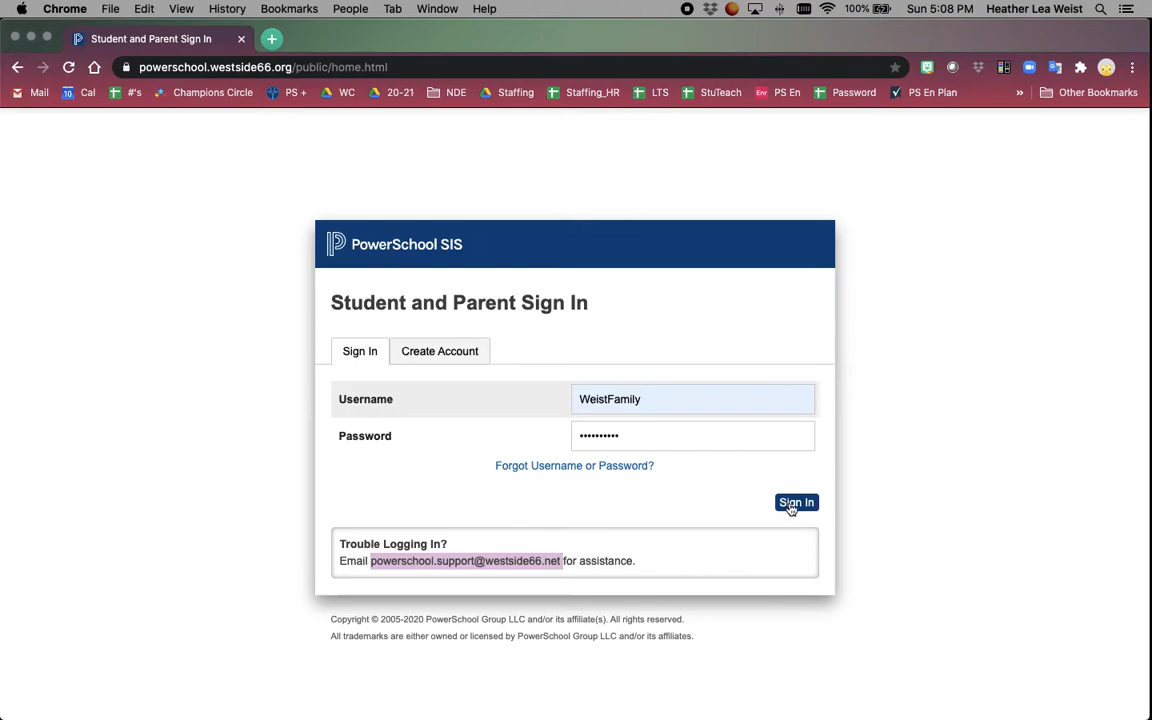 Chrome File Edit View History Bookmarks People Tab Window Help 100% Sun 5:08 PM Heather Lea Weist
Student and Parent Sign In
powerschool.westside66.org/public/home.html
Mail 10 Cal #'s Champions Circle PS + WC 20-21 NDE Staffing Staffing_HR LTS StuTeach Enr PS En Password PS En Plan » Other Bookmarks
PowerSchool SIS
Student and Parent Sign In
Sign In Create Account
Username WeistFamily
Password ••••••••••
Forgot Username or Password?
Sign In
Trouble Logging In?
Email powerschool.support@westside66.net for assistance.
Copyright © 2005-2020 PowerSchool Group LLC and/or its affiliate(s). All rights reserved.
All trademarks are either owned or licensed by PowerSchool Group LLC and/or its affiliates.